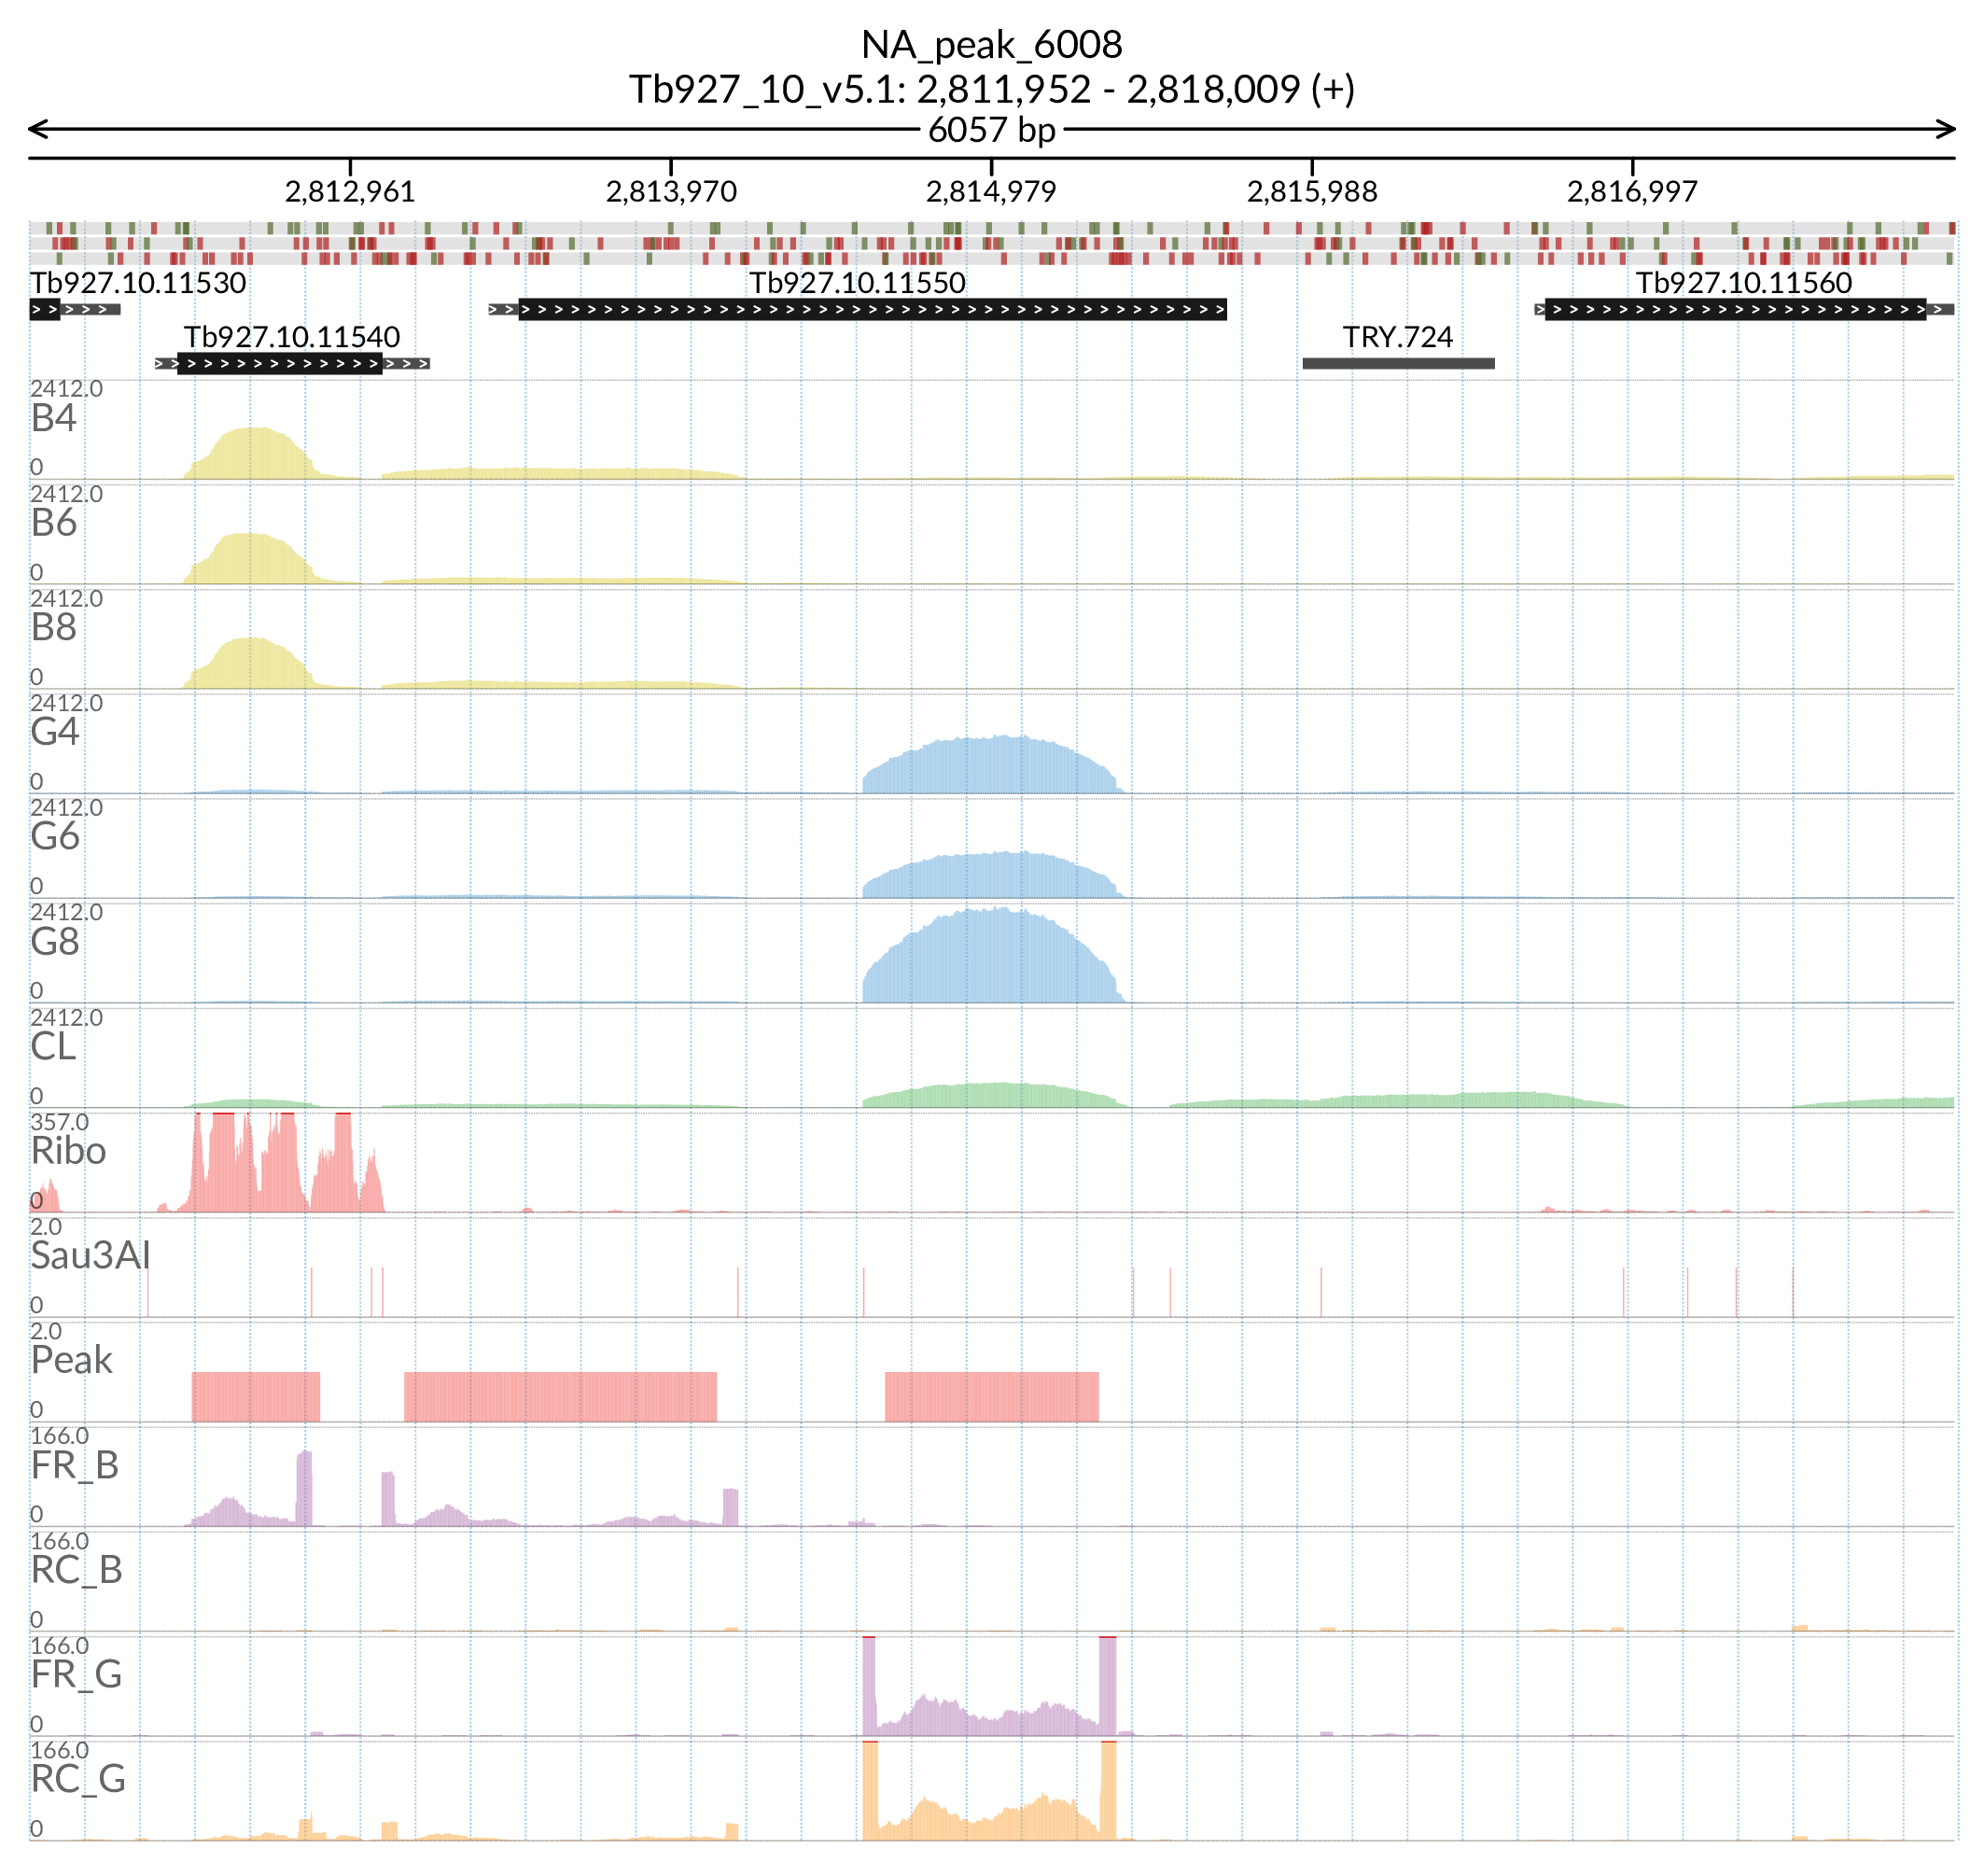 NA_peak_6008
Tb927_10_v5.1: 2,811,952 - 2,818,009 (+)
6057 bp
2,812,961 2,813,970 2,814,979 2,815,988 2,816,997
Tb927.10.11530 Tb927.10.11550 Tb927.10.11560
Tb927.10.11540 TRY.724
2412.0
B4
0
2412.0
B6
0
2412.0
B8
0
2412.0
G4
0
2412.0
G6
0
2412.0
G8
0
2412.0
CL
0
357.0
Ribo
0
2.0
Sau3AI
0
2.0
Peak
0
166.0
FR_B
0
166.0
RC_B
0
166.0
FR_G
0
166.0
RC_G
0